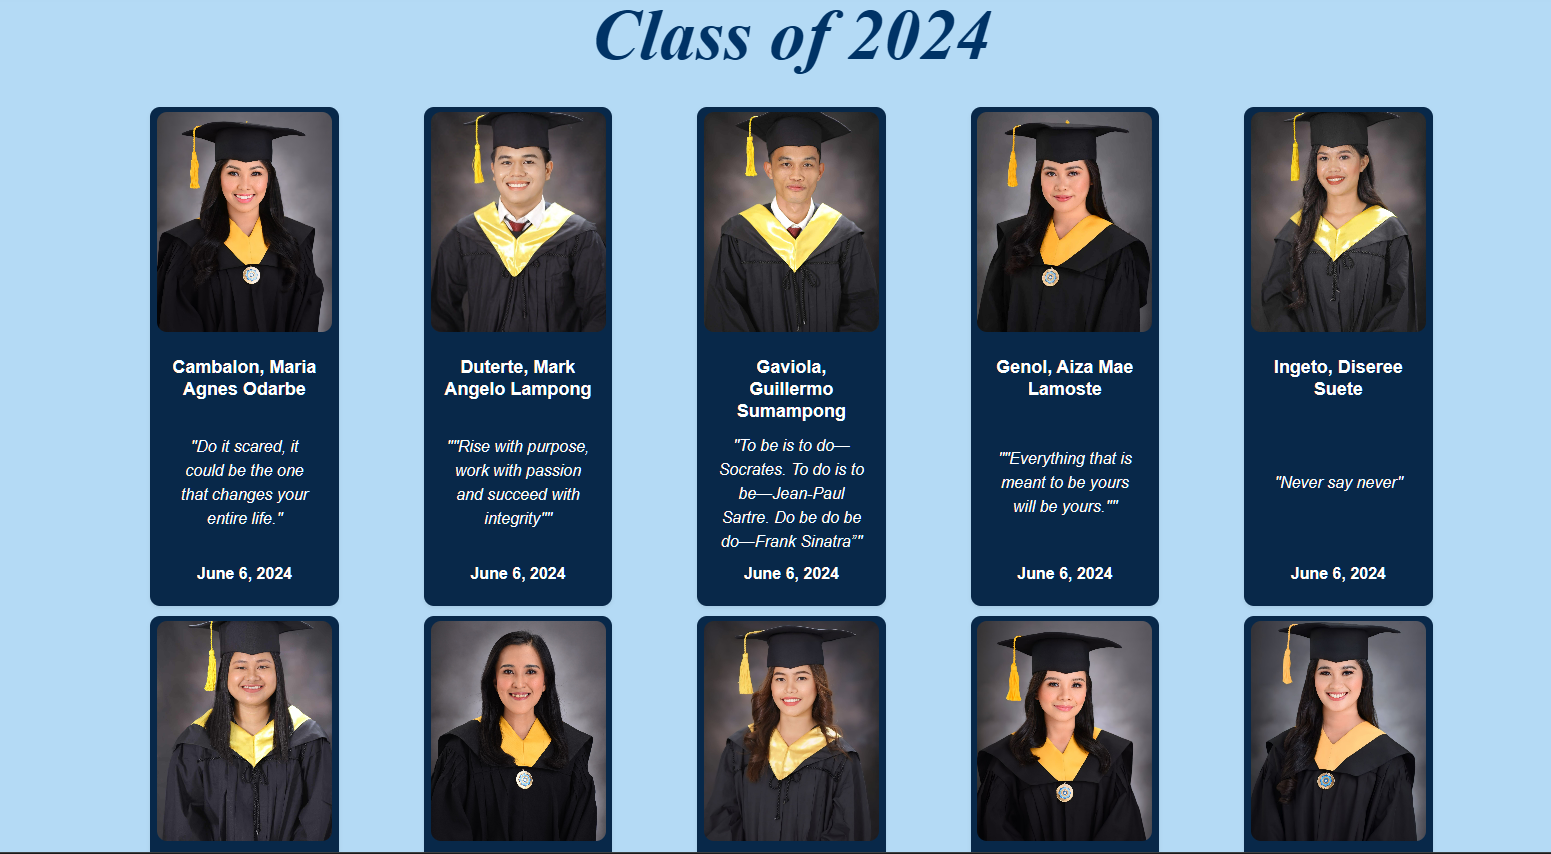 Class of 2024
Cambalon, Maria
Agnes Odarbe
"Do it scared, it
could be the one
that changes your
entire life."
June 6, 2024
Duterte, Mark
Angelo Lampong
""Rise with purpose,
work with passion
and succeed with
integrity""
June 6, 2024
Gaviola,
Guillermo
Sumampong
"To be is to do—
Socrates. To do is to
be—Jean-Paul
Sartre. Do be do be
do—Frank Sinatra”"
June 6, 2024
Genol, Aiza Mae
Lamoste
""Everything that is
meant to be yours
will be yours.""
June 6, 2024
Ingeto, Diseree
Suete
"Never say never"
June 6, 2024